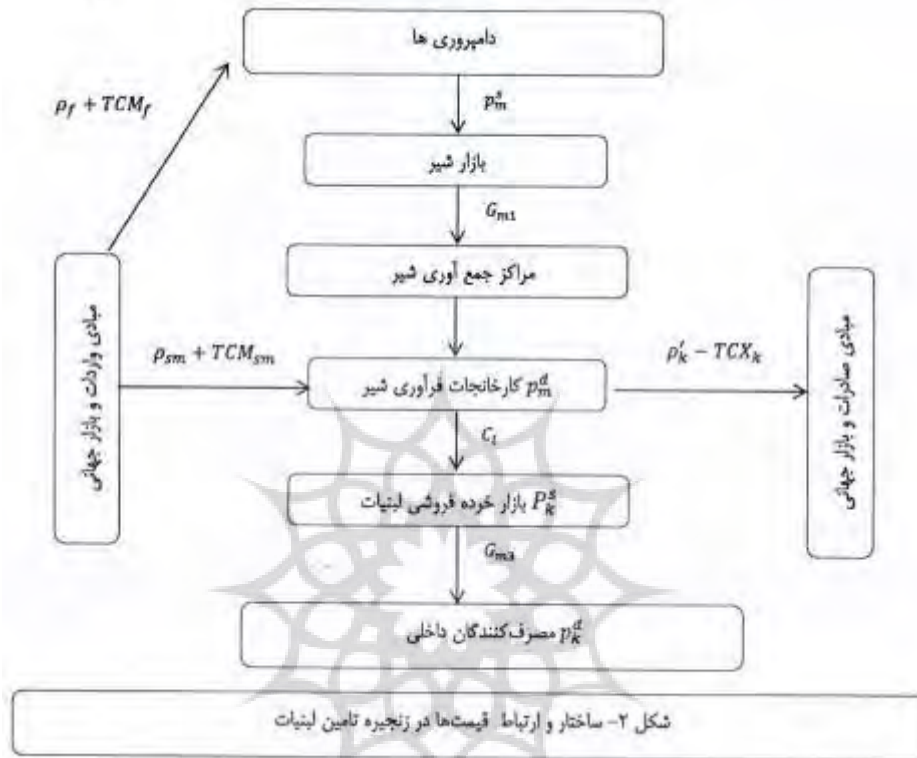 دامپروری ها
ρ_f + TCM_f
p_m^s
بازار شیر
G_{m1}
مراکز جمع آوری شیر
مبادی واردات و بازار جهانی
ρ_{sm} + TCM_{sm}
p_m^d کارخانجات فرآوری شیر
ρ'_k − TCX_k
مبادی صادرات و بازار جهانی
C_i
P_k^s بازار خرده فروشی لبنیات
G_{m3}
p_k^d مصرف‌کنندگان داخلی
شکل ۲- ساختار و ارتباط قیمت‌ها در زنجیره تامین لبنیات